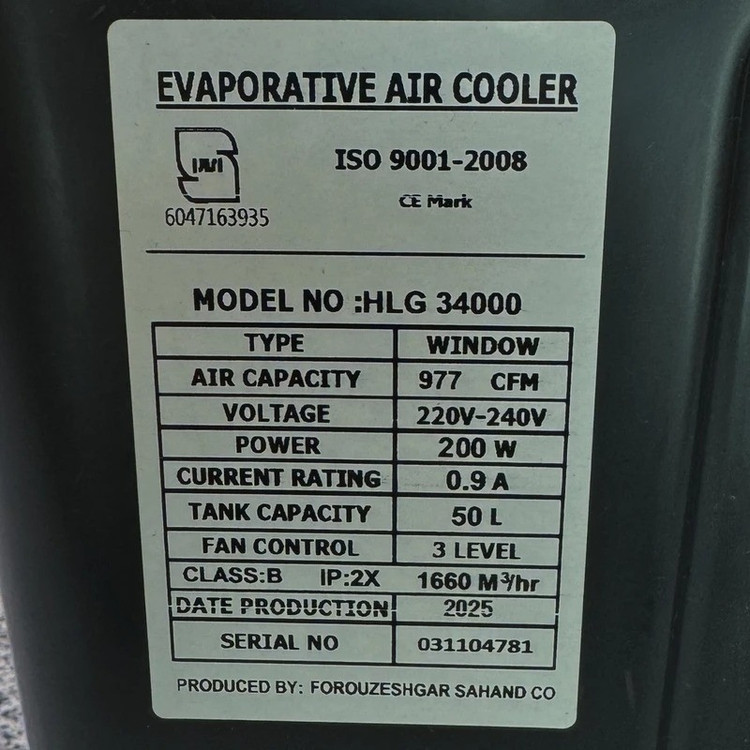 EVAPORATIVE AIR COOLER
ISO 9001-2008
CE Mark
6047163935
MODEL NO :HLG 34000
TYPE WINDOW
AIR CAPACITY 977 CFM
VOLTAGE 220V-240V
POWER 200 W
CURRENT RATING 0.9 A
TANK CAPACITY 50 L
FAN CONTROL 3 LEVEL
CLASS:B IP:2X 1660 M³/hr
DATE PRODUCTION 2025
SERIAL NO 031104781
PRODUCED BY: FOROUZESHGAR SAHAND CO